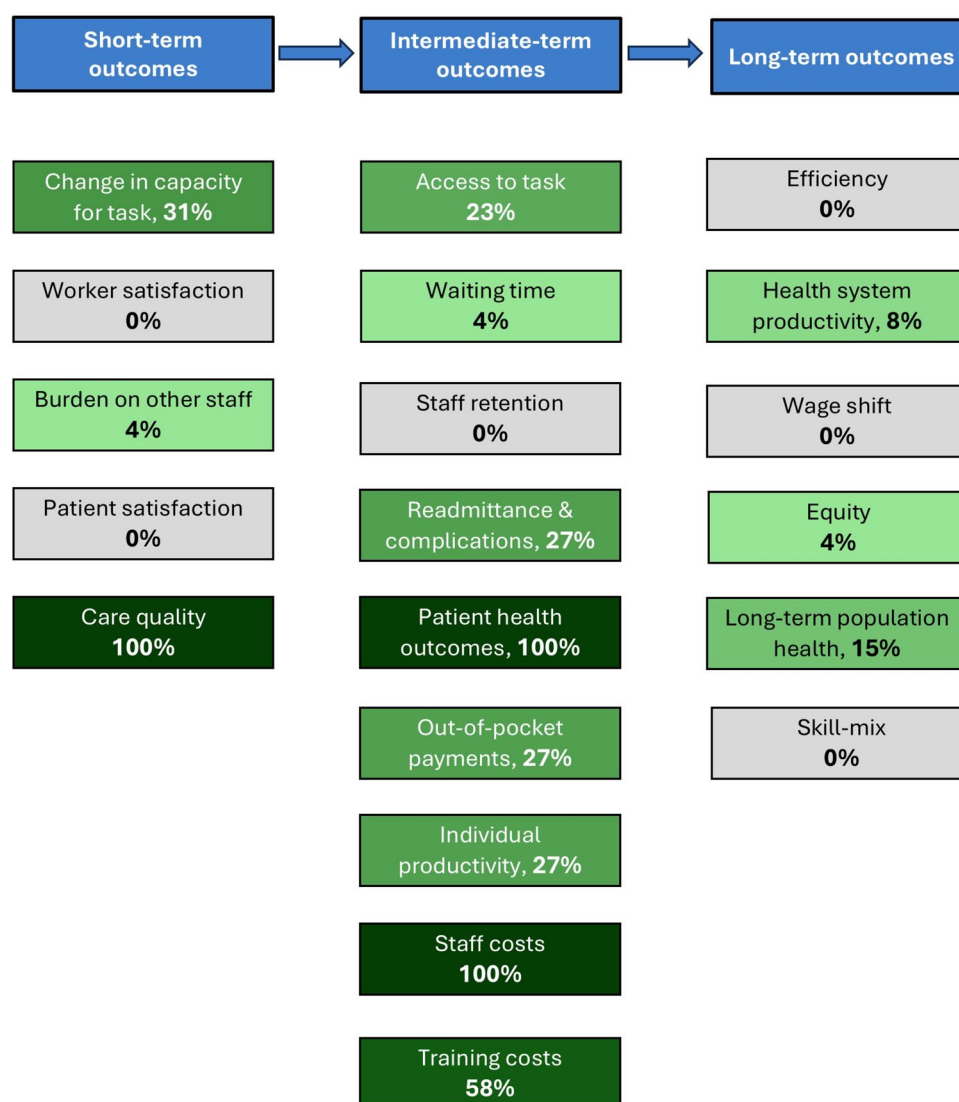 Short-term
outcomes
Intermediate-term
outcomes
Long-term outcomes
Change in capacity
for task, 31%
Worker satisfaction
0%
Burden on other staff
4%
Patient satisfaction
0%
Care quality
100%
Access to task
23%
Waiting time
4%
Staff retention
0%
Readmittance &
complications, 27%
Patient health
outcomes, 100%
Out-of-pocket
payments, 27%
Individual
productivity, 27%
Staff costs
100%
Training costs
58%
Efficiency
0%
Health system
productivity, 8%
Wage shift
0%
Equity
4%
Long-term population
health, 15%
Skill-mix
0%